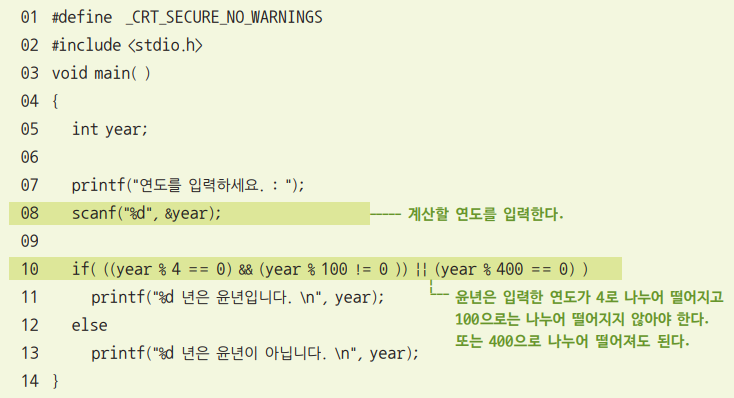 01 #define _CRT_SECURE_NO_WARNINGS
02 #include <stdio.h>
03 void main( )
04 {
05 int year;
06
07 printf("연도를 입력하세요. : ");
08 scanf("%d", &year);
계산할 연도를 입력한다.
09
10 if( ((year % 4 == 0) && (year % 100 != 0 )) || (year % 400 == 0) )
11 printf("%d 년은 윤년입니다. \n", year);
윤년은 입력한 연도가 4로 나누어 떨어지고
100으로는 나누어 떨어지지 않아야 한다.
또는 400으로 나누어 떨어져도 된다.
12 else
13 printf("%d 년은 윤년이 아닙니다. \n", year);
14 }